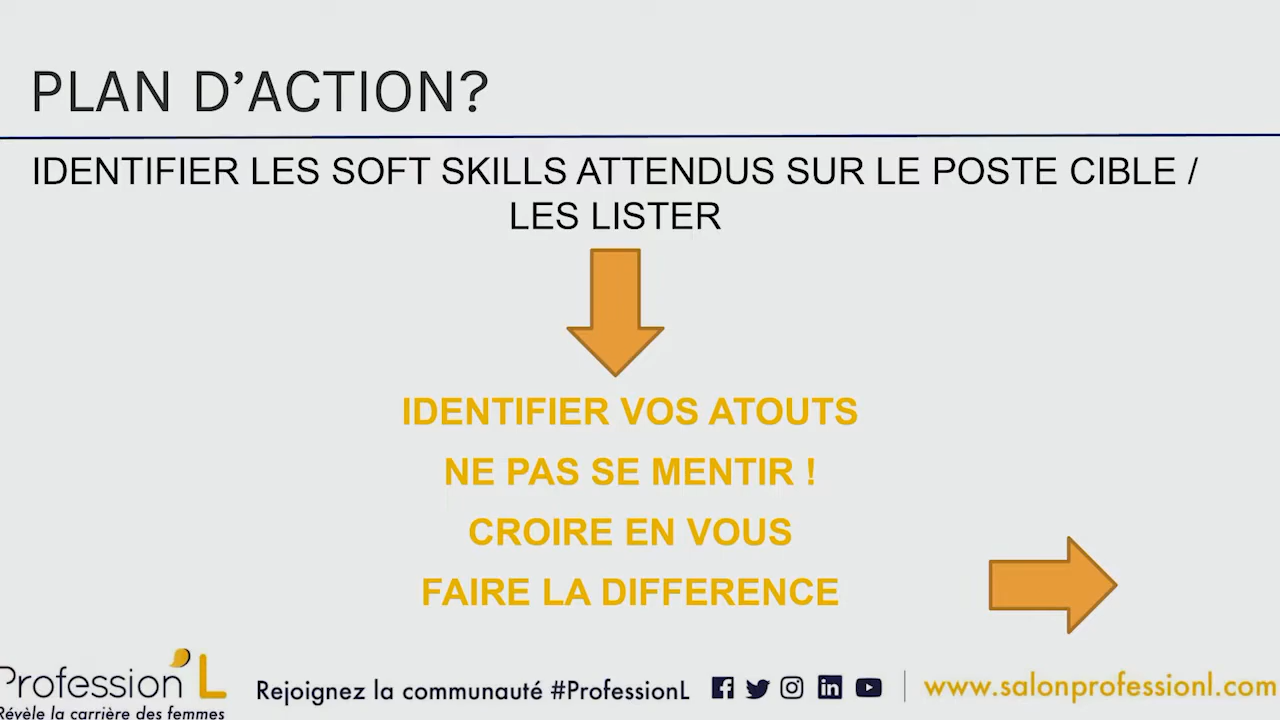 PLAN D’ACTION?
IDENTIFIER LES SOFT SKILLS ATTENDUS SUR LE POSTE CIBLE /
LES LISTER
IDENTIFIER VOS ATOUTS
NE PAS SE MENTIR !
CROIRE EN VOUS
FAIRE LA DIFFERENCE
Profession'L
Révèle la carrière des femmes
Rejoignez la communauté #ProfessionL
www.salonprofessionl.com